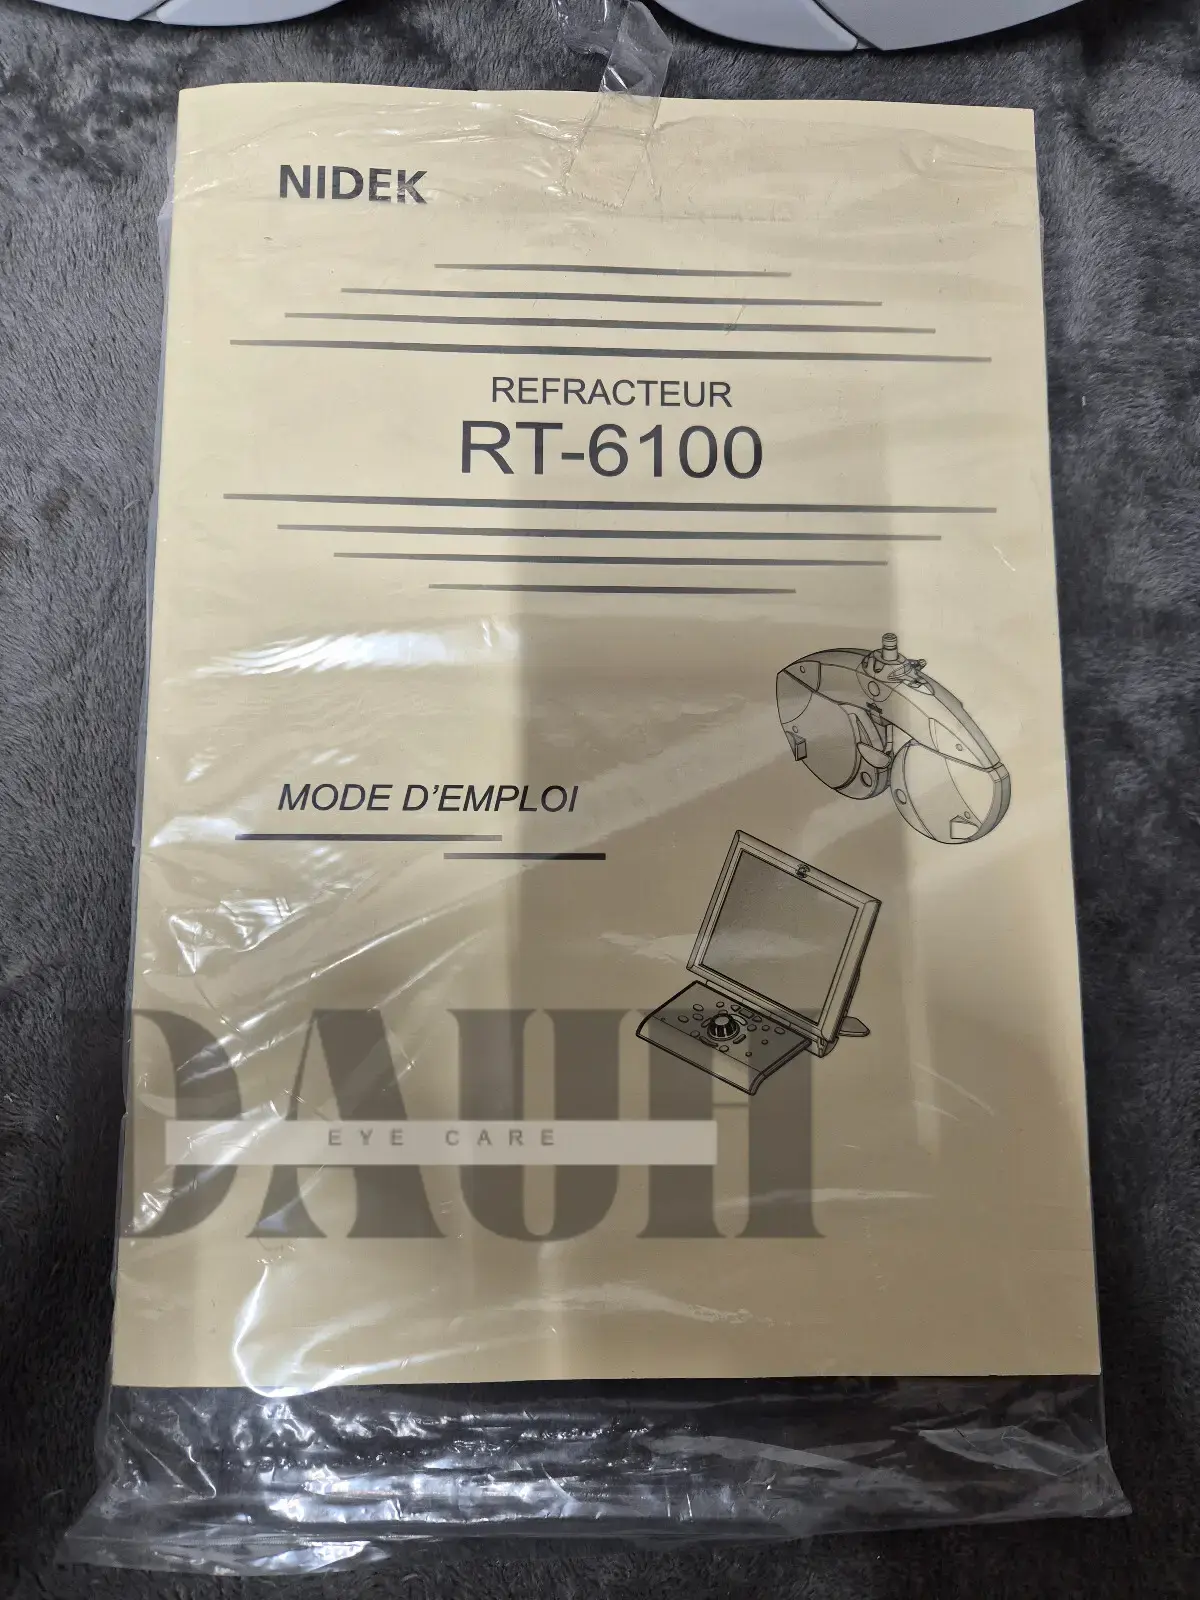 NIDEK
REFRACTEUR
RT-6100
MODE D'EMPLOI
DAUH
EYE CARE